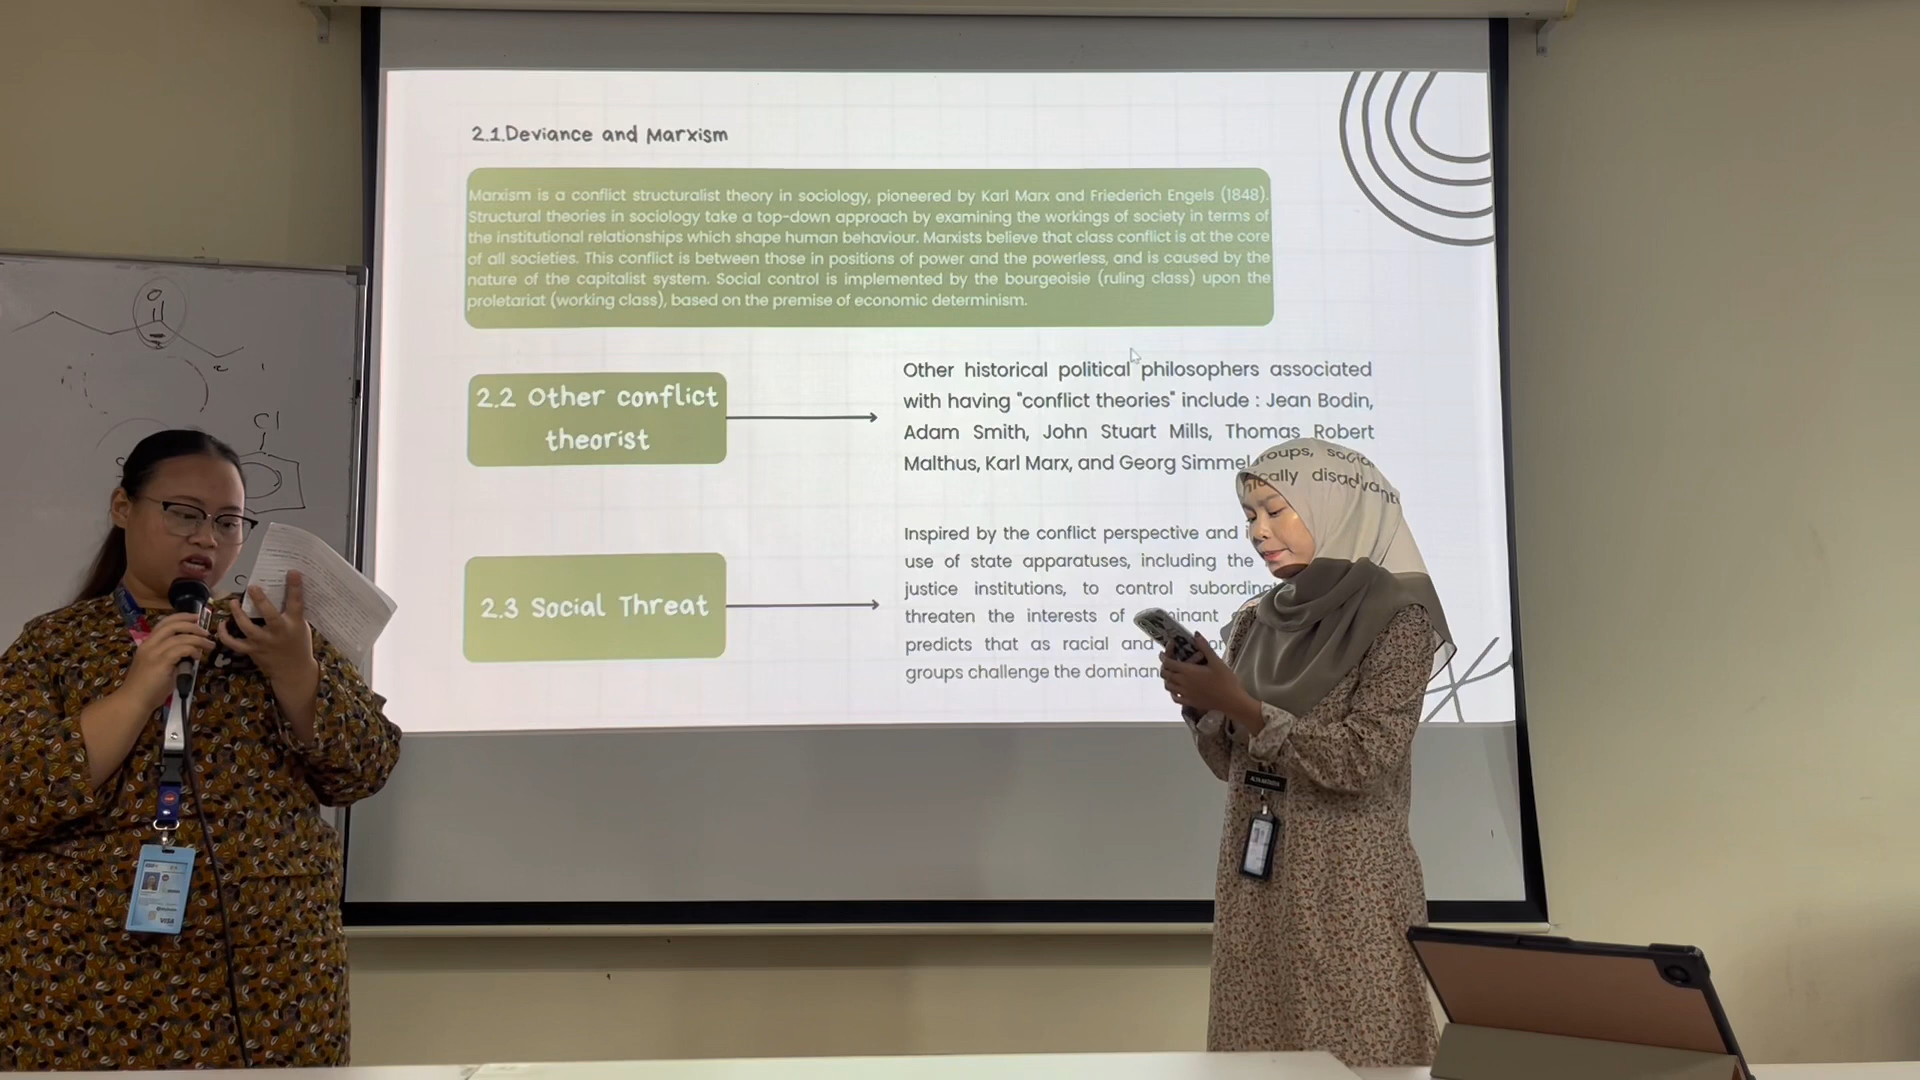 2.1.Deviance and Marxism
Marxism is a conflict structuralist theory in sociology, pioneered by Karl Marx and Friederich Engels (1848).
Structural theories in sociology take a top-down approach by examining the workings of society in terms of
the institutional relationships which shape human behaviour. Marxists believe that class conflict is at the core
of all societies. This conflict is between those in positions of power and the powerless, and is caused by the
nature of the capitalist system. Social control is implemented by the bourgeoisie (ruling class) upon the
proletariat (working class), based on the premise of economic determinism.
2.2 Other conflict
theorist
Other historical political philosophers associated
with having "conflict theories" include : Jean Bodin,
Adam Smith, John Stuart Mills, Thomas Robert
Malthus, Karl Marx, and Georg Simmel
2.3 Social Threat
Inspired by the conflict perspective and
use of state apparatuses, including the
justice institutions, to control
threaten the interests of
predicts that as racial and
groups challenge the
O
Cl
VISA